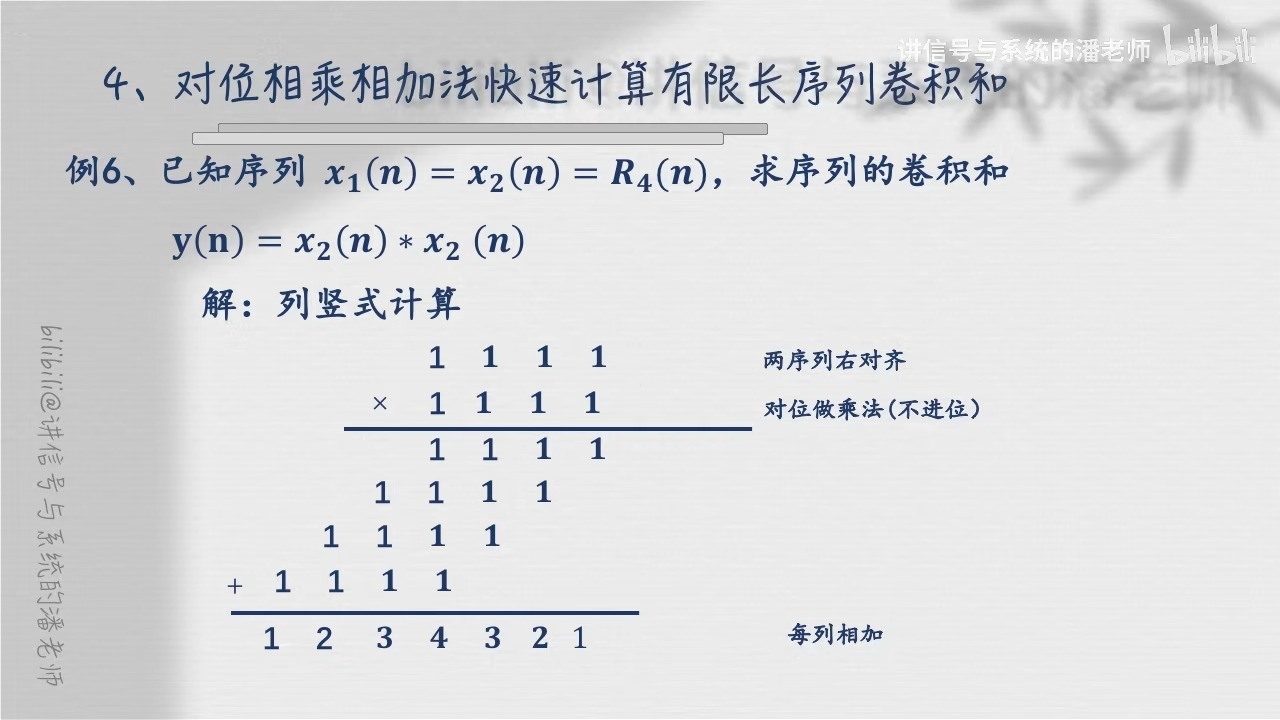 讲信号与系统的潘老师 bilibili
4、对位相乘相加法快速计算有限长序列卷积和
例6、已知序列 x₁(n) = x₂(n) = R₄(n)，求序列的卷积和
y(n) = x₂(n) * x₂ (n)
解：列竖式计算
1 1 1 1 两序列右对齐
× 1 1 1 1 对位做乘法(不进位)
1 1 1 1
1 1 1 1
1 1 1 1
+ 1 1 1 1
1 2 3 4 3 2 1 每列相加
bilibili@讲信号与系统的潘老师